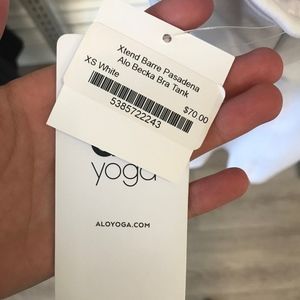 Xtend Barre Pasadena
Alo Becka Bra Tank
XS White
$70.00
5385722243
yoga
ALOYOGA.COM